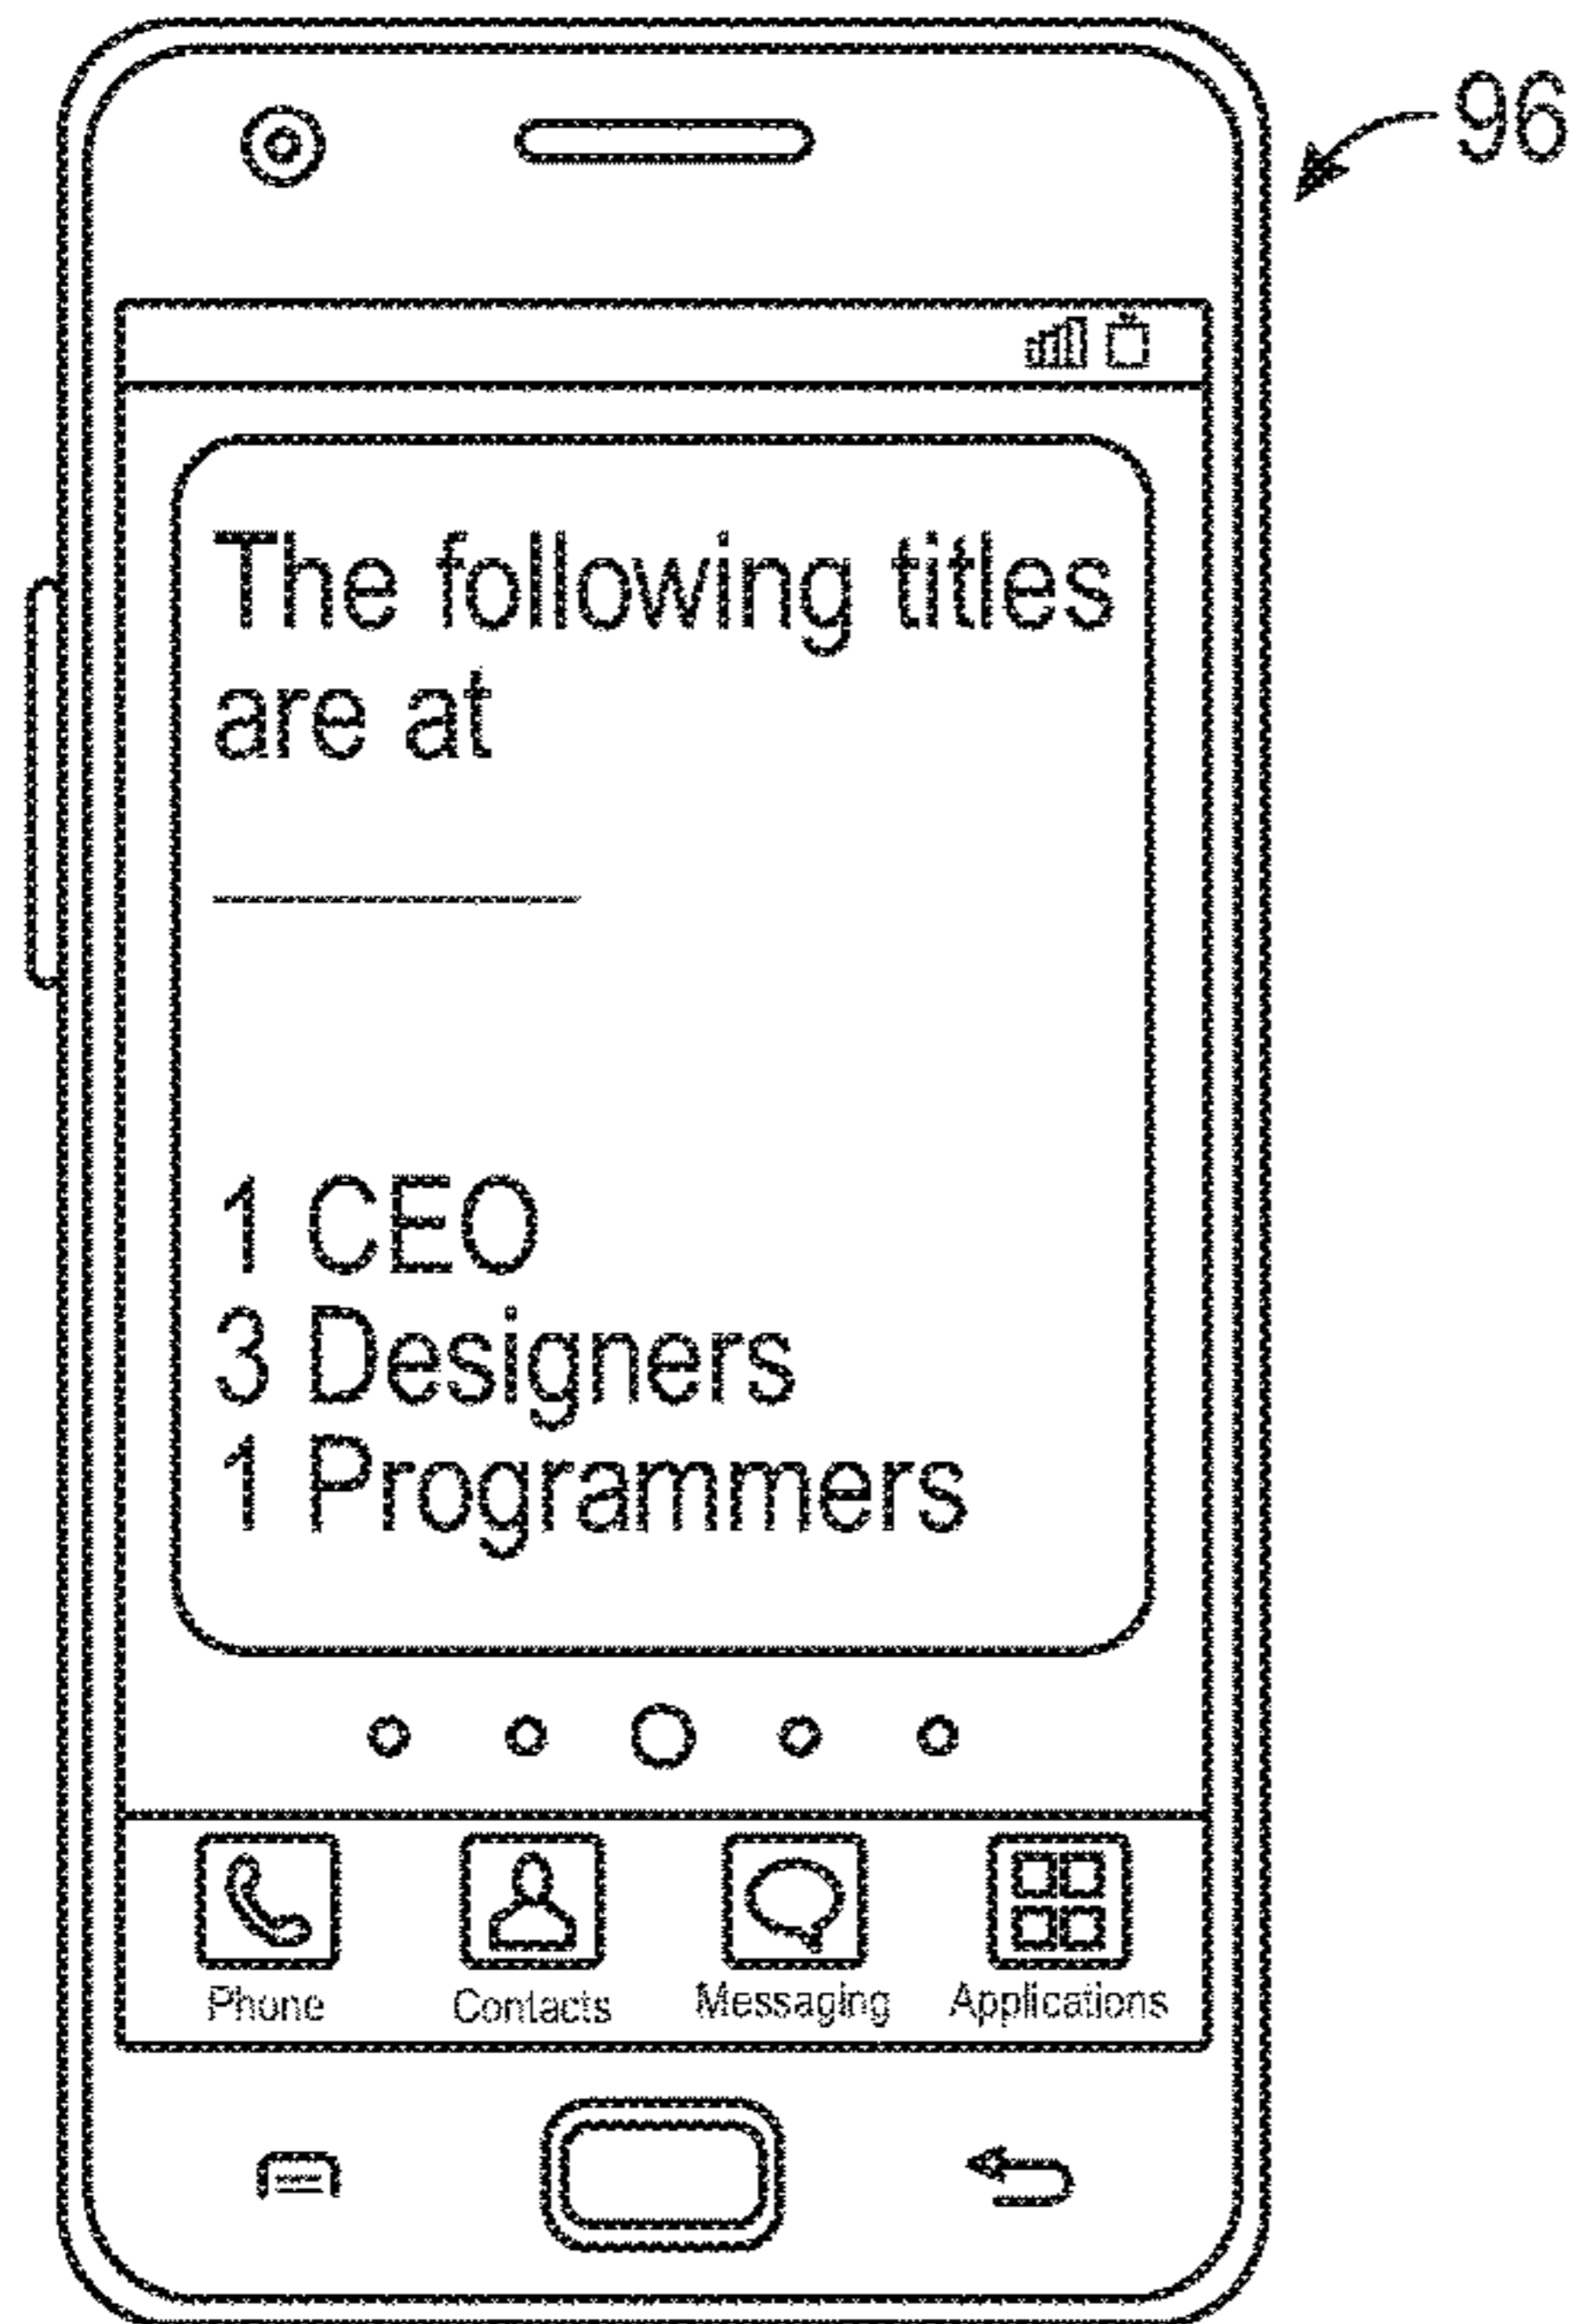 96
The following titles
are at
1 CEO
3 Designers
1 Programmers
Phone Contacts Messaging Applications